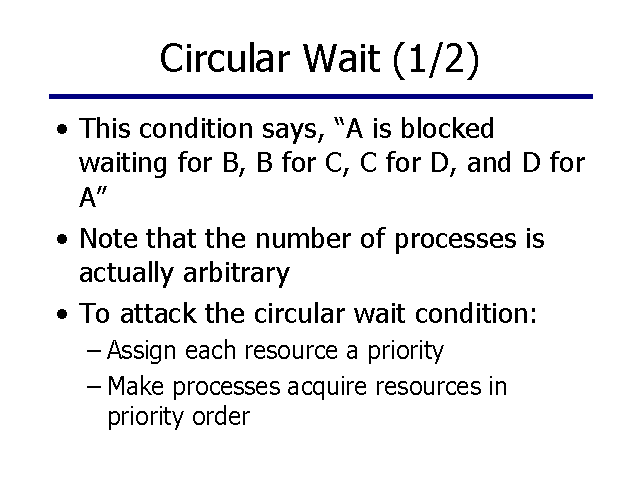 Circular Wait (1/2)
• This condition says, “A is blocked
waiting for B, B for C, C for D, and D for
A”
• Note that the number of processes is
actually arbitrary
• To attack the circular wait condition:
– Assign each resource a priority
– Make processes acquire resources in
priority order